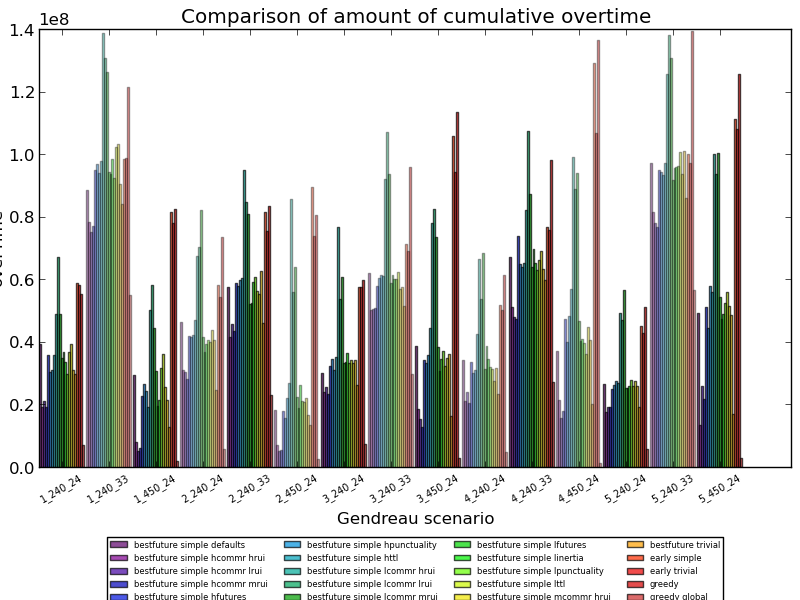 Comparison of amount of cumulative overtime
1e8
1.4
1.2
1.0
0.8
0.6
0.4
0.2
0.0
1_240_24 1_240_33 1_450_24 2_240_24 2_240_33 2_450_24 3_240_24 3_240_33 3_450_24 4_240_24 4_240_33 4_450_24 5_240_24 5_240_33 5_450_24
Gendreau scenario
bestfuture simple defaults
bestfuture simple hcommr hrui
bestfuture simple hcommr lrui
bestfuture simple hcommr mrui
bestfuture simple hfutures
bestfuture simple hpunctuality
bestfuture simple httl
bestfuture simple lcommr hrui
bestfuture simple lcommr lrui
bestfuture simple lcommr mrui
bestfuture simple lfutures
bestfuture simple linertia
bestfuture simple lpunctuality
bestfuture simple lttl
bestfuture simple mcommr hrui
bestfuture trivial
early simple
early trivial
greedy
greedy global